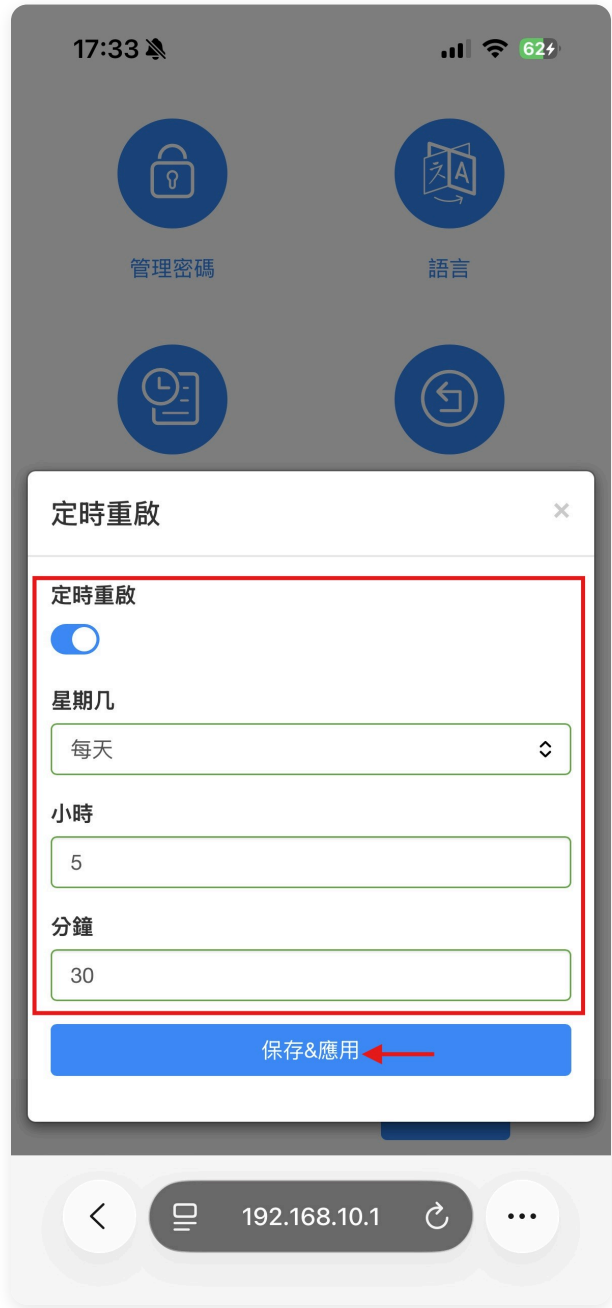 17:33
62
管理密碼
語言
定時重啟
×
定時重啟
星期几
每天
小時
5
分鐘
30
保存&應用
192.168.10.1